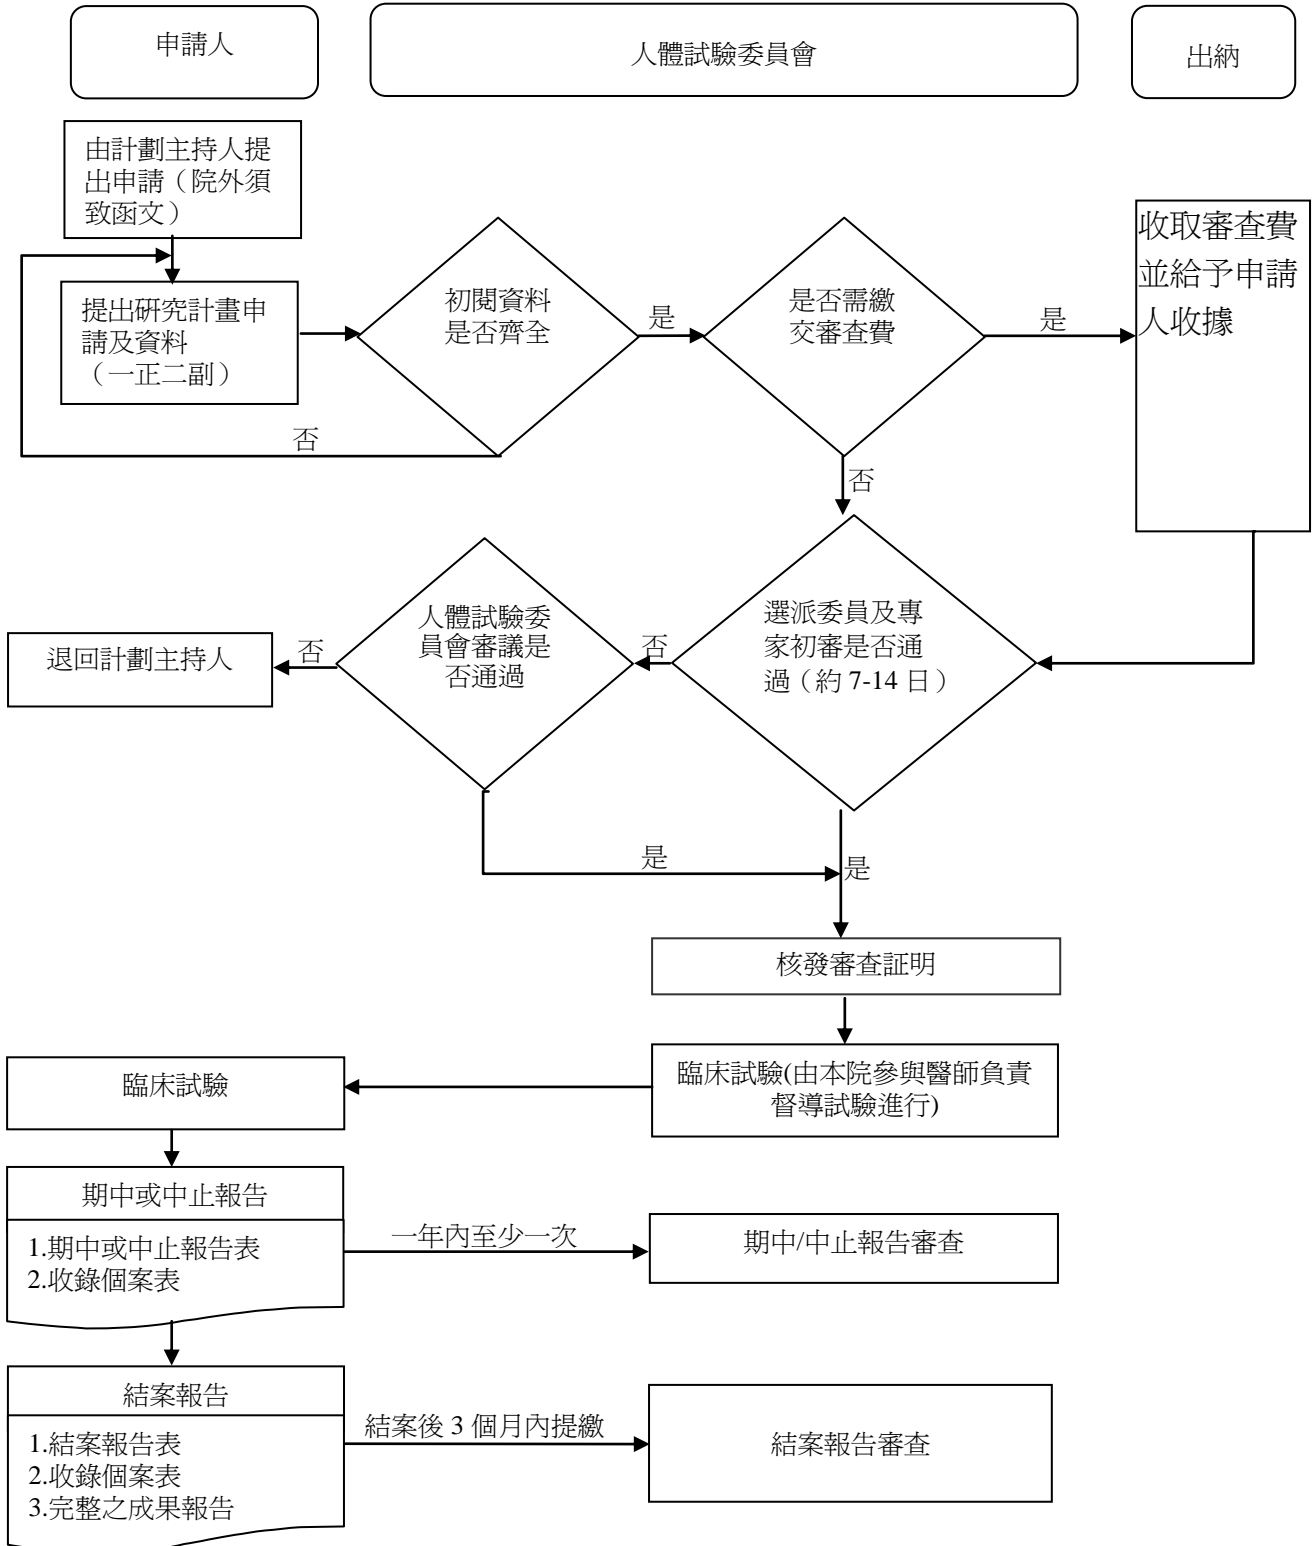 申請人
人體試驗委員會
出納
由計劃主持人提
出申請（院外須
致函文）
提出研究計畫申
請及資料
（一正二副）
初閱資料
是否齊全
是
是否需繳
交審查費
是
收取審查費
並給予申請
人收據
否
否
選派委員及專
家初審是否通
過（約 7-14 日）
否
人體試驗委
員會審議是
否通過
否
退回計劃主持人
是
是
核發審查証明
臨床試驗(由本院參與醫師負責
督導試驗進行)
臨床試驗
期中或中止報告
1.期中或中止報告表
2.收錄個案表
一年內至少一次
期中/中止報告審查
結案報告
1.結案報告表
2.收錄個案表
3.完整之成果報告
結案後 3 個月內提繳
結案報告審查